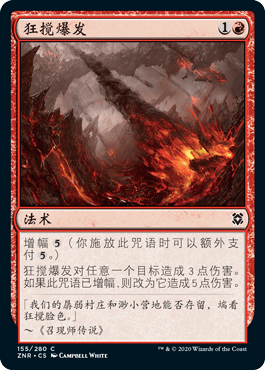 狂搅爆发 1
法术
增幅 5（你施放此咒语时可以额外支
付 5。）
狂搅爆发对任意一个目标造成 3 点伤害。
如果此咒语已增幅，则改为它造成 5 点伤害。
「我们的孱弱村庄和渺小营地能否存留，端看
狂搅脸色。」
～《召现师传说》
155/280 C
ZNR • CS CAMPBELL WHITE
™ & © 2020 Wizards of the Coast